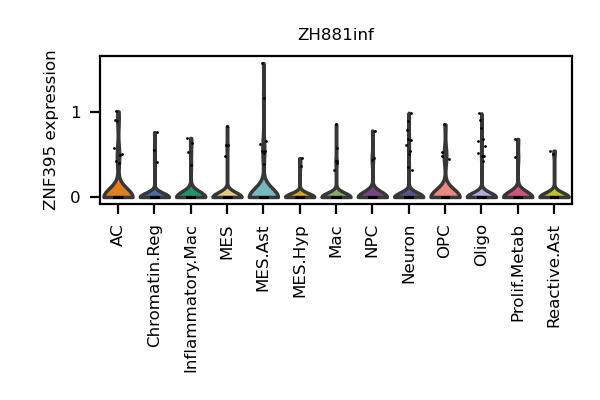 ZH881inf
ZNF395 expression
1
0
AC
Chromatin.Reg
Inflammatory.Mac
MES
MES.Ast
MES.Hyp
Mac
NPC
Neuron
OPC
Oligo
Prolif.Metab
Reactive.Ast